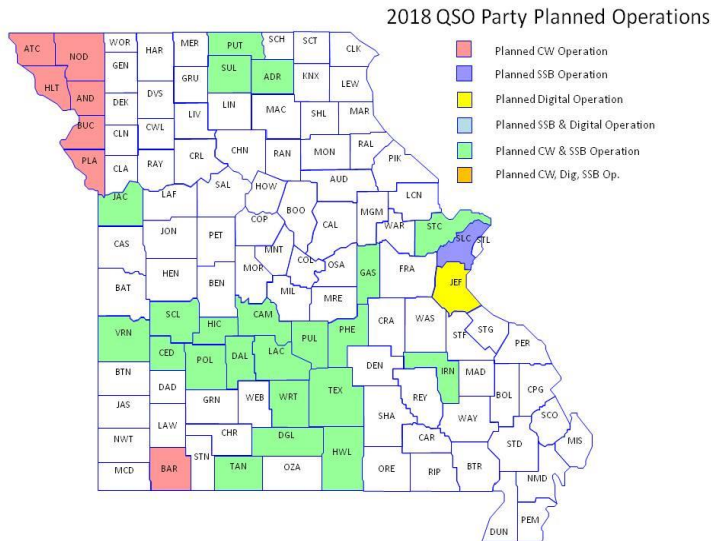 2018 QSO Party Planned Operations
Planned CW Operation
Planned SSB Operation
Planned Digital Operation
Planned SSB & Digital Operation
Planned CW & SSB Operation
Planned CW, Dig, SSB Op.
ATC NOD WOR HAR MER PUT SCH SCT CLK
GEN GRU SUL ADR KNX LEW
HLT AND DEK DVS LIN MAC SHL MAR
BUC CLN CWL LIV
PLA CLA RAY CRL CHN RAN MON RAL PIK
JAC LAF SAL HOW AUD
BOO LCN
CAS JON PET COP CAL MGM WAR STC SLC STL
MNT
BAT HEN BEN MOR COL OSA GAS FRA JEF
MIL MRE
VRN SCL HIC CAM PUL PHE CRA WAS STF STG PER
CED POL DAL LAC
BTN DAD DEN IRN MAD
JAS GRN WEB WRT TEX REY BOL CPG
LAW SHA WAY SCO
NWT CHR DGL CAR STD MIS
MCD BAR STN TAN OZA HWL ORE RIP BTR
NMD
DUN PEM